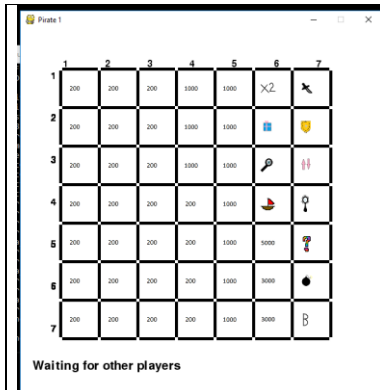 Pirate 1
1 2 3 4 5 6 7
1 200 200 200 1000 1000 X2
2 200 200 200 1000 1000
3 200 200 200 1000 1000
4 200 200 200 200 1000
5 200 200 200 200 1000 5000
6 200 200 200 200 1000 3000
7 200 200 200 200 1000 3000 B
Waiting for other players